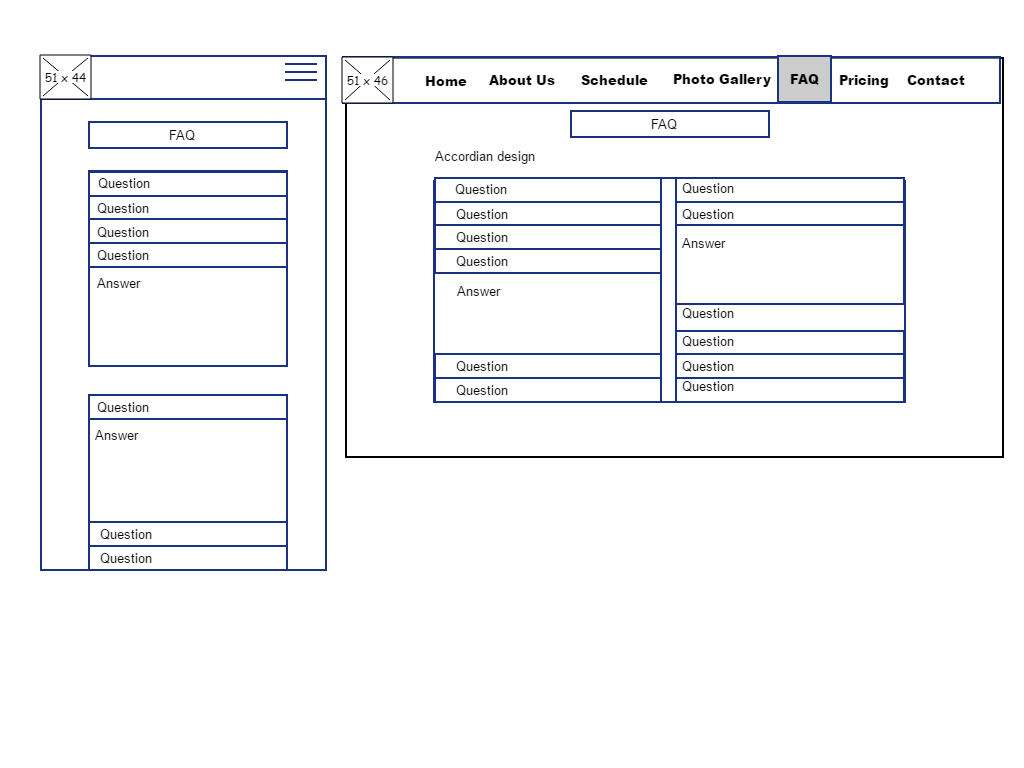 51 x 44
FAQ
Question
Question
Question
Question
Answer
Question
Answer
Question
Question
51 x 46
Home About Us Schedule Photo Gallery FAQ Pricing Contact
FAQ
Accordian design
Question
Question
Question
Question
Answer
Question
Question
Question
Question
Answer
Question
Question
Question
Question